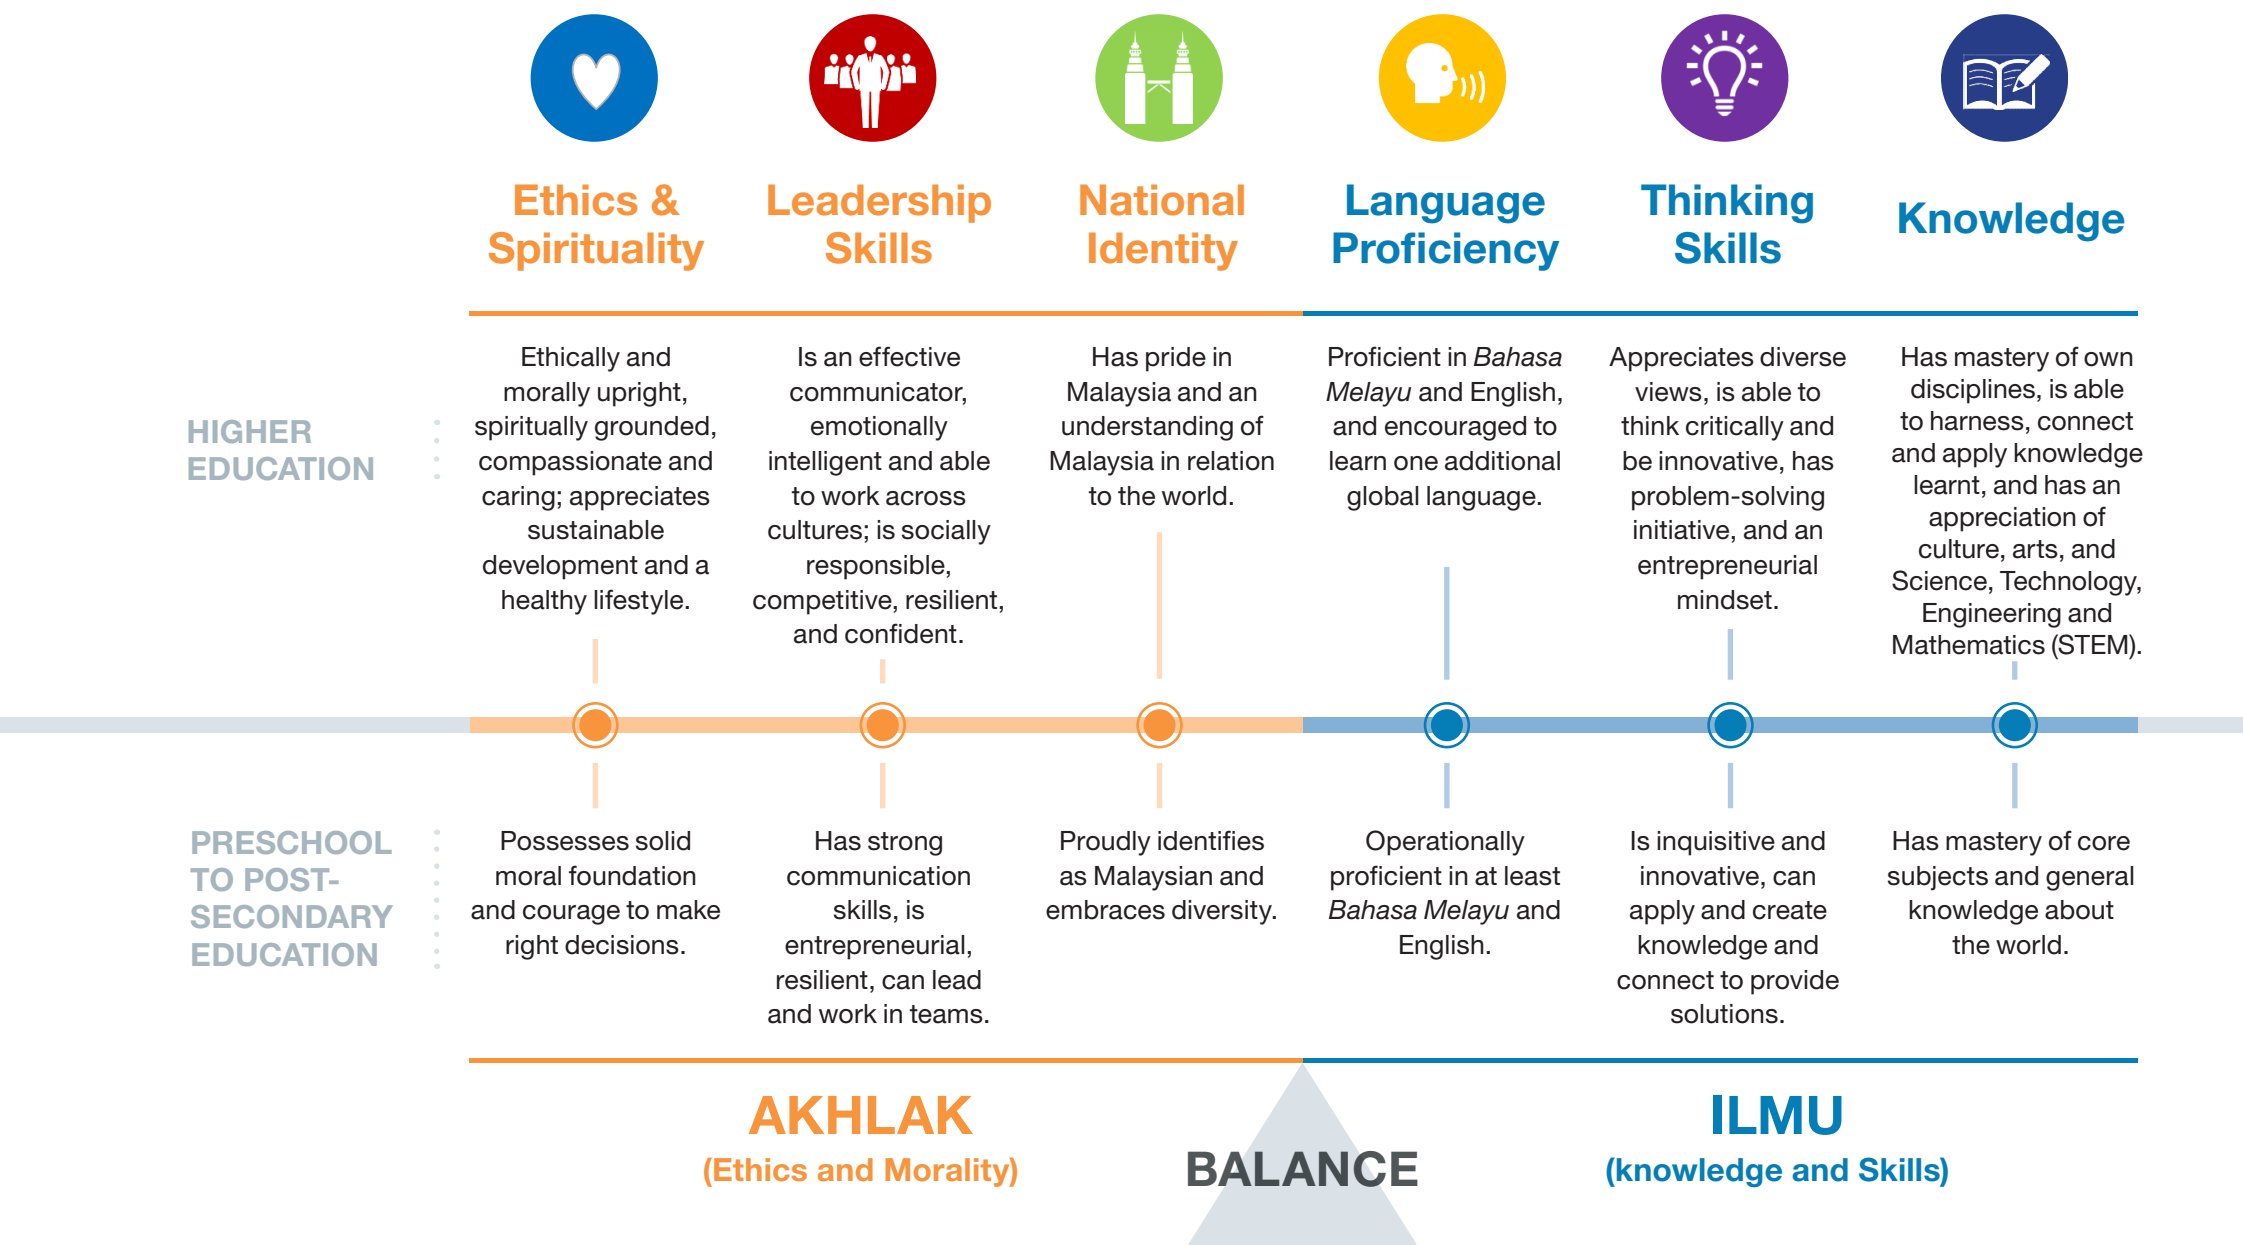 Ethics &
Spirituality
Leadership
Skills
National
Identity
Language
Proficiency
Thinking
Skills
Knowledge
HIGHER
EDUCATION
Ethically and
morally upright,
spiritually grounded,
compassionate and
caring; appreciates
sustainable
development and a
healthy lifestyle.
Is an effective
communicator,
emotionally
intelligent and able
to work across
cultures; is socially
responsible,
competitive, resilient,
and confident.
Has pride in
Malaysia and an
understanding of
Malaysia in relation
to the world.
Proficient in Bahasa
Melayu and English,
and encouraged to
learn one additional
global language.
Appreciates diverse
views, is able to
think critically and
be innovative, has
problem-solving
initiative, and an
entrepreneurial
mindset.
Has mastery of own
disciplines, is able
to harness, connect
and apply knowledge
learnt, and has an
appreciation of
culture, arts, and
Science, Technology,
Engineering and
Mathematics (STEM).
PRESCHOOL
TO POST-
SECONDARY
EDUCATION
Possesses solid
moral foundation
and courage to make
right decisions.
Has strong
communication
skills, is
entrepreneurial,
resilient, can lead
and work in teams.
Proudly identifies
as Malaysian and
embraces diversity.
Operationally
proficient in at least
Bahasa Melayu and
English.
Is inquisitive and
innovative, can
apply and create
knowledge and
connect to provide
solutions.
Has mastery of core
subjects and general
knowledge about
the world.
AKHLAK
(Ethics and Morality)
BALANCE
ILMU
(knowledge and Skills)